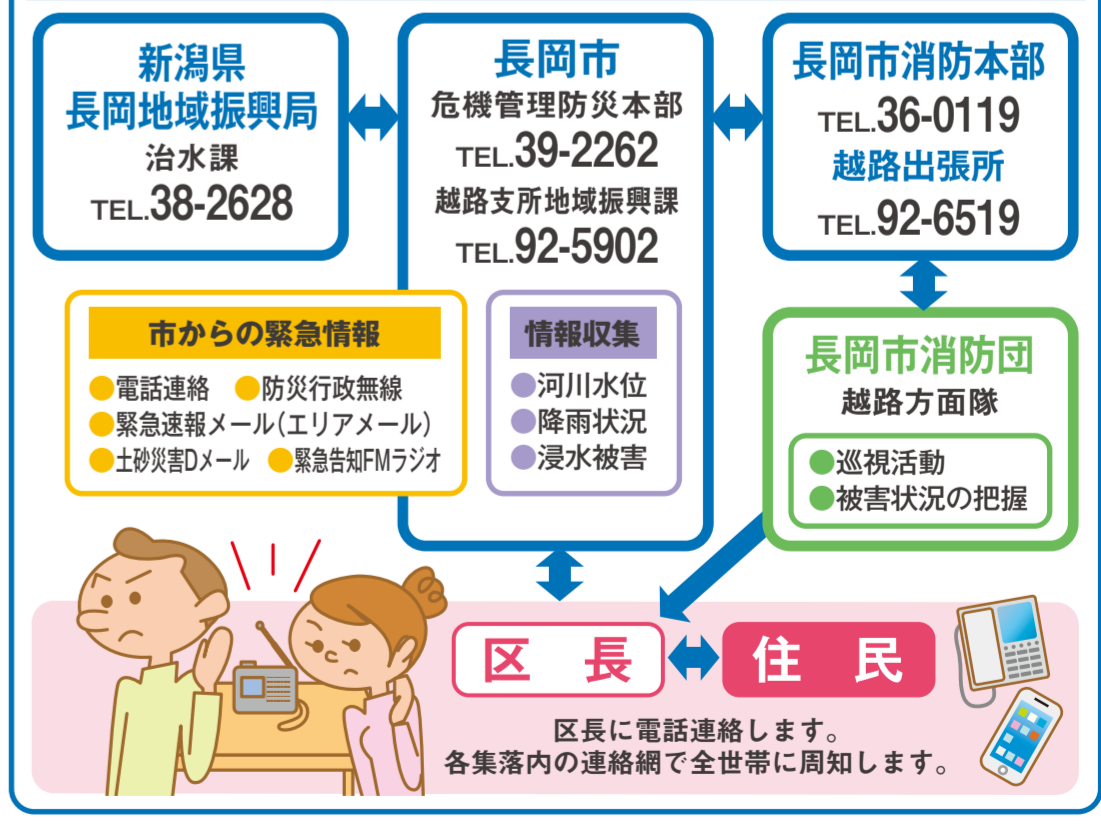 新潟県
長岡地域振興局
治水課
TEL.38-2628
長岡市
危機管理防災本部
TEL.39-2262
越路支所地域振興課
TEL.92-5902
長岡市消防本部
TEL.36-0119
越路出張所
TEL.92-6519
市からの緊急情報
●電話連絡 ●防災行政無線
●緊急速報メール(エリアメール)
●土砂災害Dメール ●緊急告知FMラジオ
情報収集
●河川水位
●降雨状況
●浸水被害
長岡市消防団
越路方面隊
●巡視活動
●被害状況の把握
区 長
住 民
区長に電話連絡します。
各集落内の連絡網で全世帯に周知します。